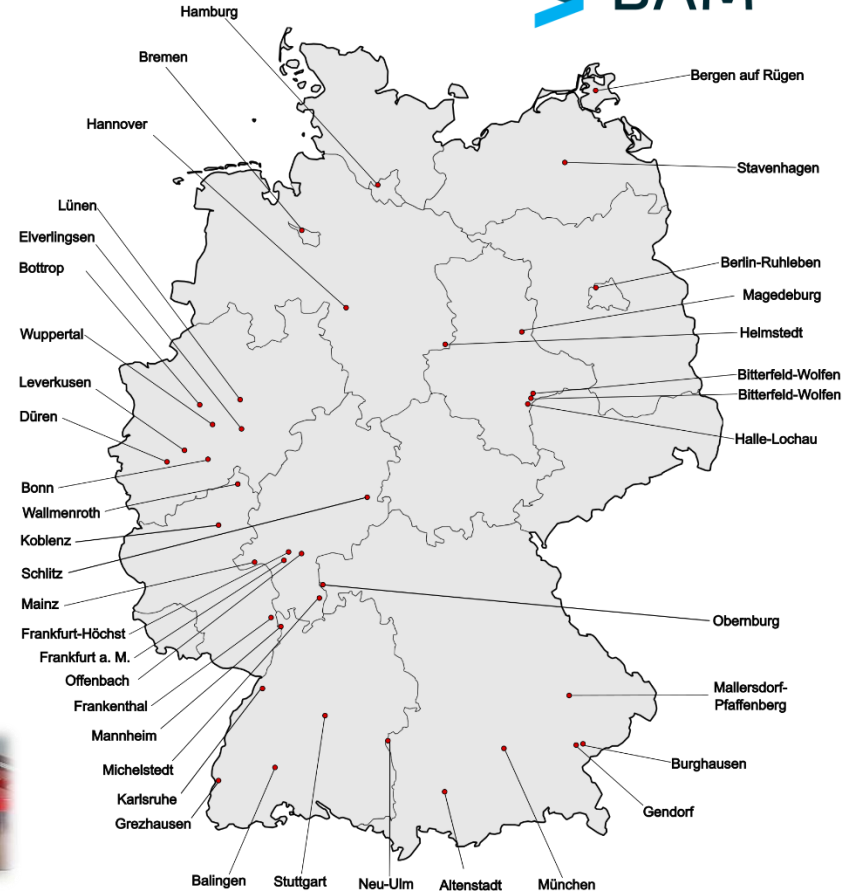 BAM
Hamburg
Bremen
Bergen auf Rügen
Hannover
Stavenhagen
Lünen
Elverlingsen
Berlin-Ruhleben
Bottrop
Magedeburg
Wuppertal
Helmstedt
Leverkusen
Bitterfeld-Wolfen
Bitterfeld-Wolfen
Düren
Halle-Lochau
Bonn
Wallmenroth
Koblenz
Schlitz
Mainz
Obernburg
Frankfurt-Höchst
Frankfurt a. M.
Offenbach
Mallersdorf-
Pfaffenberg
Frankenthal
Mannheim
Burghausen
Michelstedt
Karlsruhe
Gendorf
Grezhausen
Balingen
Stuttgart
Neu-Ulm
Altenstadt
München